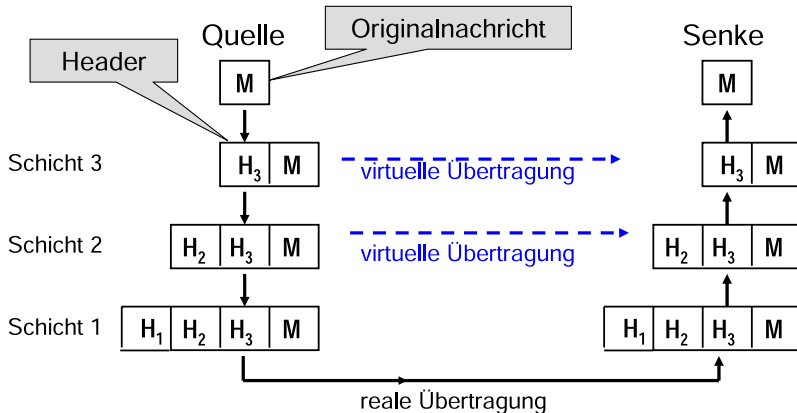 Quelle
Originalnachricht
Senke
Header
M
M
Schicht 3
H₃ M
virtuelle Übertragung
H₃ M
Schicht 2
H₂ H₃ M
virtuelle Übertragung
H₂ H₃ M
Schicht 1
H₁ H₂ H₃ M
H₁ H₂ H₃ M
reale Übertragung